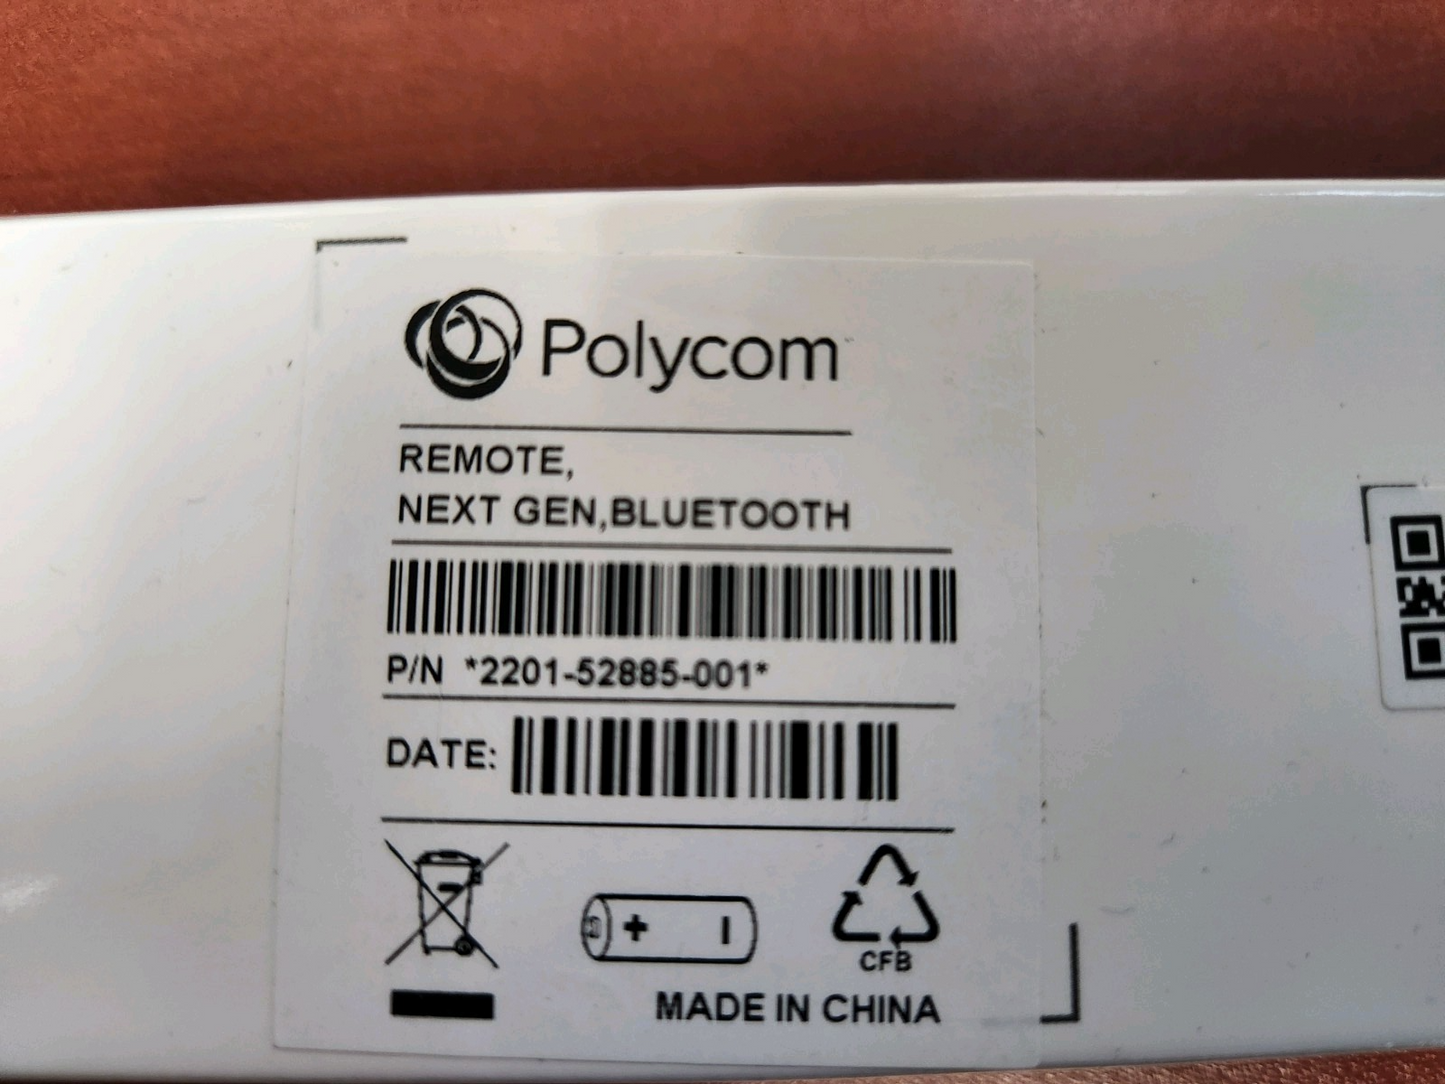 Polycom
REMOTE,
NEXT GEN,BLUETOOTH
P/N *2201-52885-001*
DATE:
+ -
CFB
MADE IN CHINA